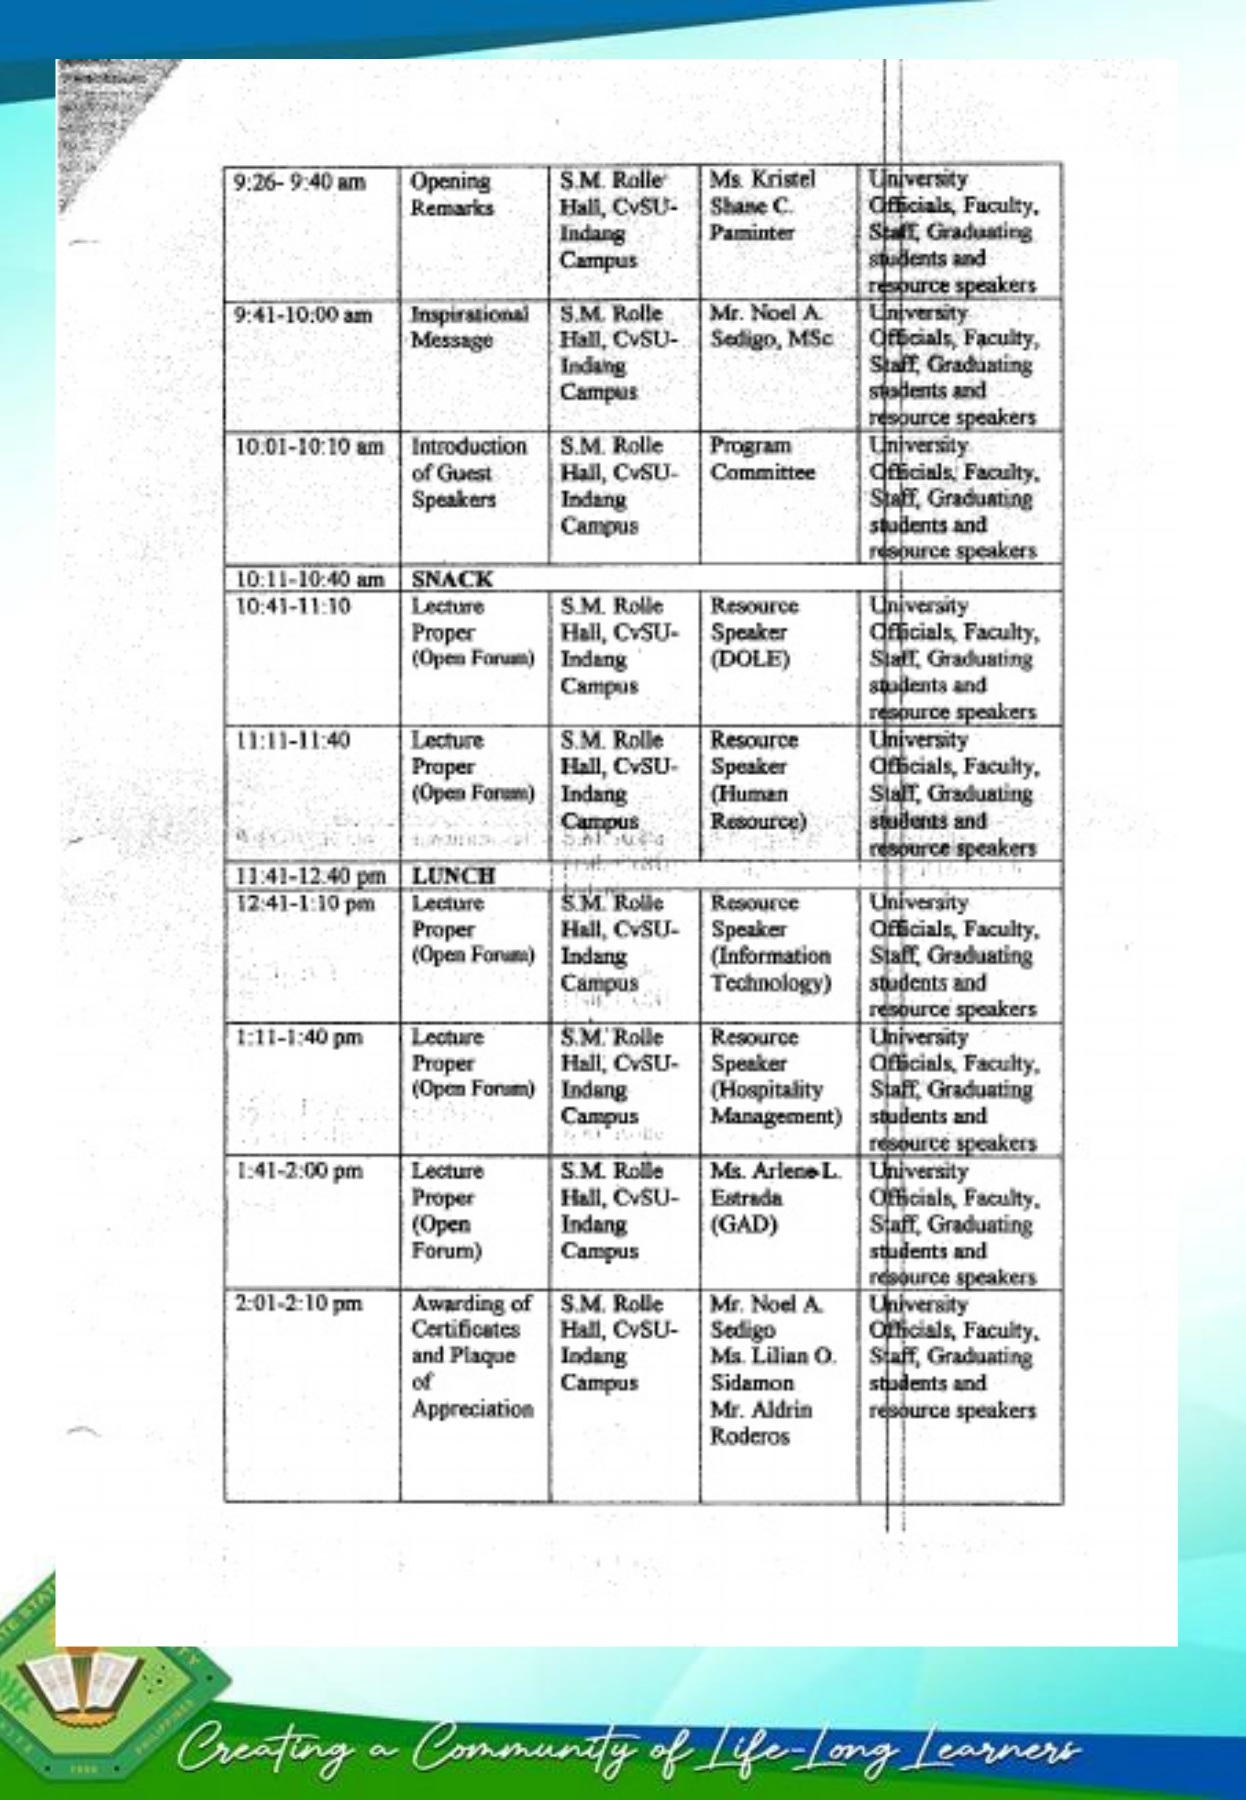 9:26- 9:40 am
Opening
Remarks
S.M. Rolle
Hall, CvSU-
Indang
Campus
Ms. Kristel
Shane C.
Paminter
University
Officials, Faculty,
Staff, Graduating
students and
resource speakers
9:41-10:00 am
Inspirational
Message
S.M. Rolle
Hall, CvSU-
Indang
Campus
Mr. Noel A.
Sedigo, MSc
University
Officials, Faculty,
Staff, Graduating
students and
resource speakers
10:01-10:10 am
Introduction
of Guest
Speakers
S.M. Rolle
Hall, CvSU-
Indang
Campus
Program
Committee
University
Officials, Faculty,
Staff, Graduating
students and
resource speakers
10:11-10:40 am
SNACK
10:41-11:10
Lecture
Proper
(Open Forum)
S.M. Rolle
Hall, CvSU-
Indang
Campus
Resource
Speaker
(DOLE)
University
Officials, Faculty,
Staff, Graduating
students and
resource speakers
11:11-11:40
Lecture
Proper
(Open Forum)
S.M. Rolle
Hall, CvSU-
Indang
Campus
Resource
Speaker
(Human
Resource)
University
Officials, Faculty,
Staff, Graduating
students and
resource speakers
11:41-12.40 pm
LUNCH
12:41-1:10 pm
Lecture
Proper
(Open Forum)
S.M. Rolle
Hall, CvSU-
Indang
Campus
Resource
Speaker
(Information
Technology)
University
Officials, Faculty,
Staff, Graduating
students and
resource speakers
1:11-1:40 pm
Lecture
Proper
(Open Forum)
S.M. Rolle
Hall, CvSU-
Indang
Campus
Resource
Speaker
(Hospitality
Management)
University
Officials, Faculty,
Staff, Graduating
students and
resource speakers
1:41-2:00 pm
Lecture
Proper
(Open
Forum)
S.M. Rolle
Hall, CvSU-
Indang
Campus
Ms. Arlene L.
Estrada
(GAD)
University
Officials, Faculty,
Staff, Graduating
students and
resource speakers
2:01-2:10 pm
Awarding of
Certificates
and Plaque
of
Appreciation
S.M. Rolle
Hall, CvSU-
Indang
Campus
Mr. Noel A.
Sedigo
Ms. Lilian O.
Sidamon
Mr. Aldrin
Roderos
University
Officials, Faculty,
Staff, Graduating
students and
resource speakers
PHILIPPINES
1906
Creating a Community of Life-Long Learners